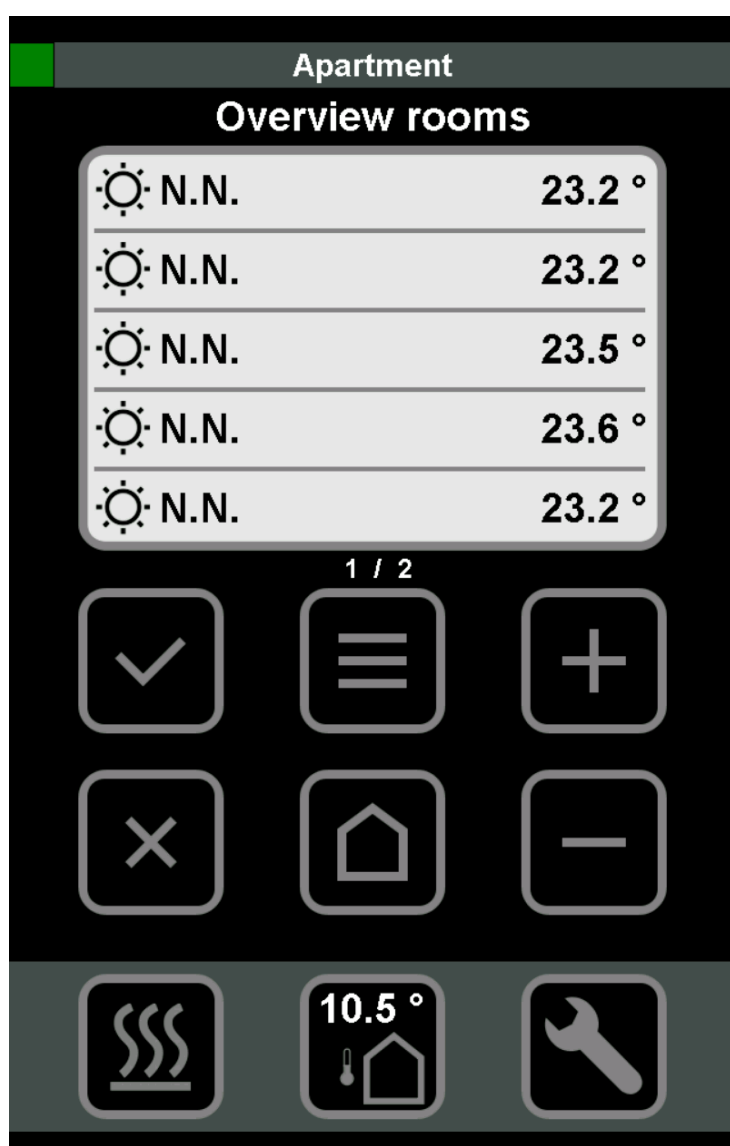 Apartment
Overview rooms
N.N. 23.2 °
N.N. 23.2 °
N.N. 23.5 °
N.N. 23.6 °
N.N. 23.2 °
1 / 2
10.5 °